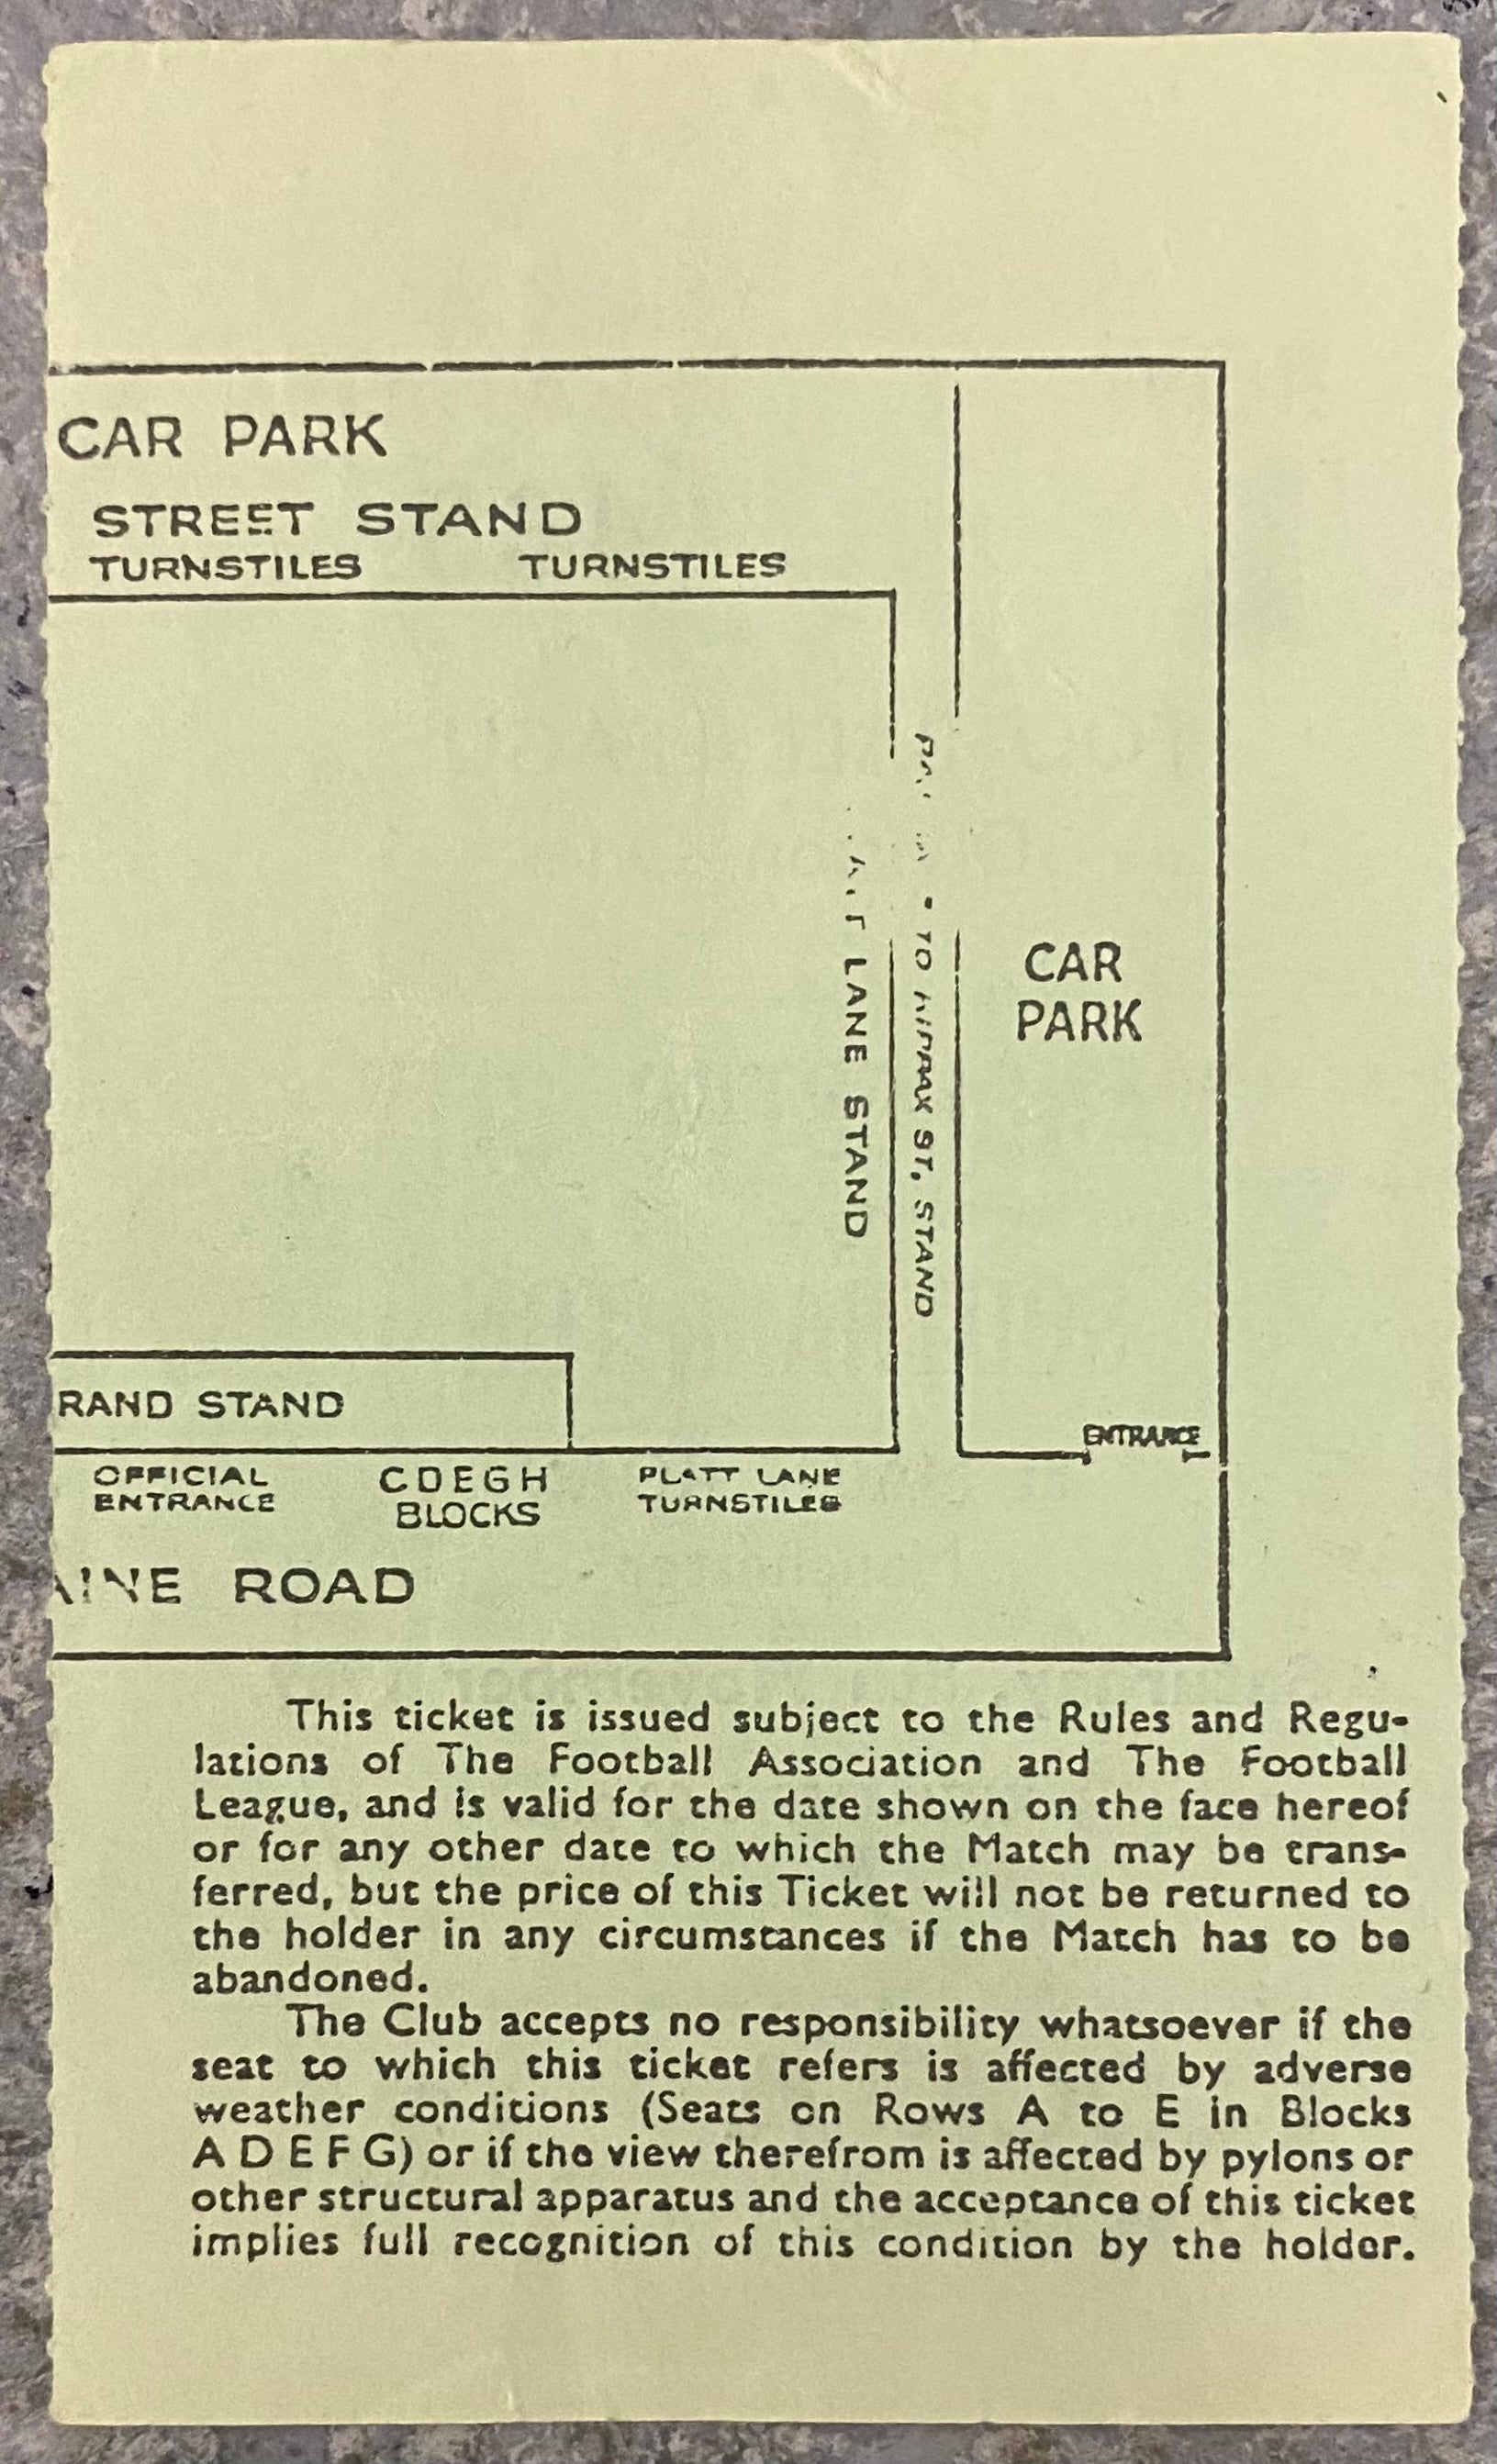 CAR PARK
STREET STAND
TURNSTILES TURNSTILES
LANE STAND
TO KIPPAX ST. STAND
CAR
PARK
RAND STAND
ENTRANCE
OFFICIAL
ENTRANCE
C D E G H
BLOCKS
PLATT LANE
TURNSTILES
AINE ROAD
This ticket is issued subject to the Rules and Regu-
lations of The Football Association and The Football
League, and is valid for the date shown on the face hereof
or for any other date to which the Match may be trans-
ferred, but the price of this Ticket will not be returned to
the holder in any circumstances if the Match has to be
abandoned.
The Club accepts no responsibility whatsoever if the
seat to which this ticket refers is affected by adverse
weather conditions (Seats on Rows A to E in Blocks
A D E F G) or if the view therefrom is affected by pylons or
other structural apparatus and the acceptance of this ticket
implies full recognition of this condition by the holder.